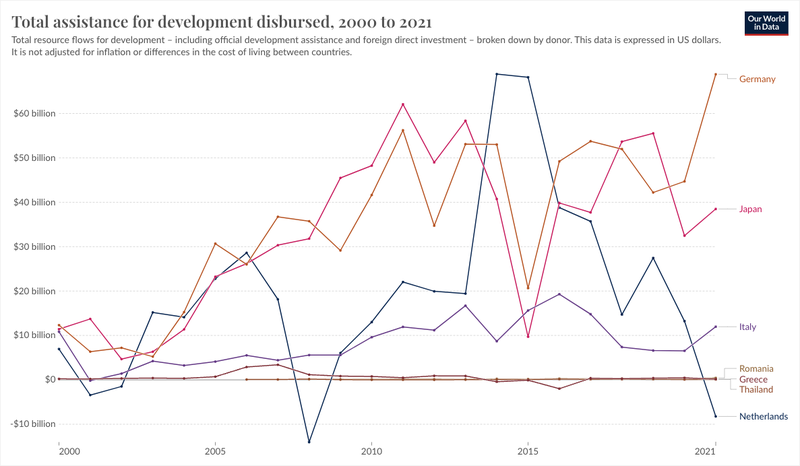 Total assistance for development disbursed, 2000 to 2021
Our World
in Data
Total resource flows for development – including official development assistance and foreign direct investment – broken down by donor. This data is expressed in US dollars.
It is not adjusted for inflation or differences in the cost of living between countries.
Germany
$60 billion
$50 billion
$40 billion
Japan
$30 billion
$20 billion
Italy
$10 billion
Romania
$0
Greece
Thailand
Netherlands
-$10 billion
2000
2005
2010
2015
2021